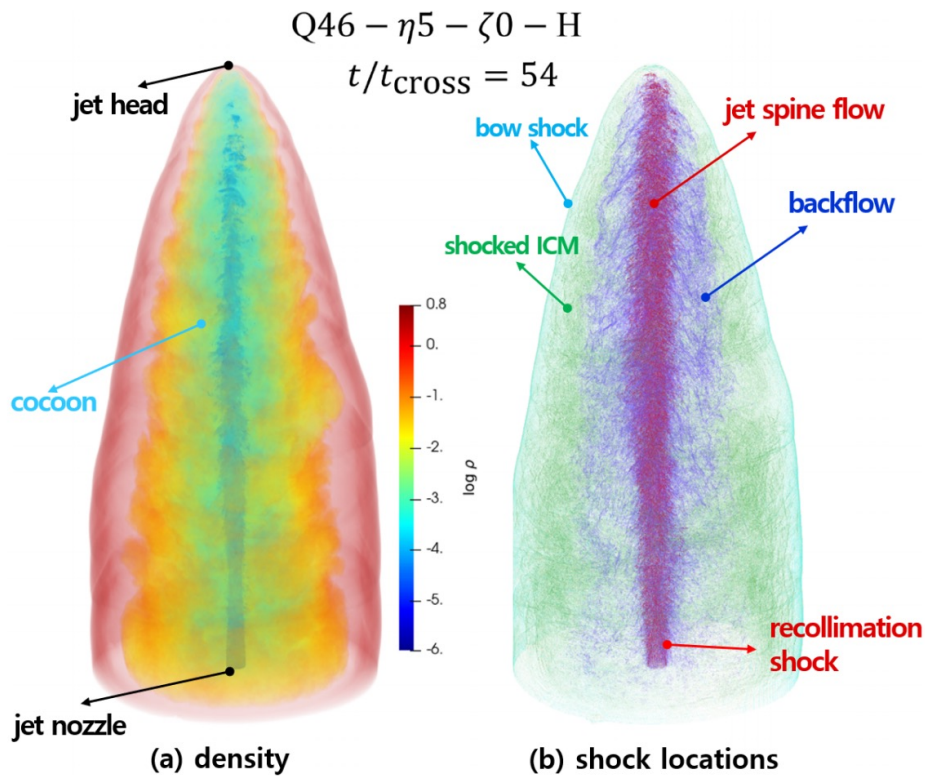 Q46 − η5 − ζ0 − H
t/t_cross = 54
jet head
cocoon
jet nozzle
0.8
0.
-1.
-2.
-3.
-4.
-5.
-6.
log ρ
bow shock
shocked ICM
jet spine flow
backflow
recollimation
shock
(a) density
(b) shock locations